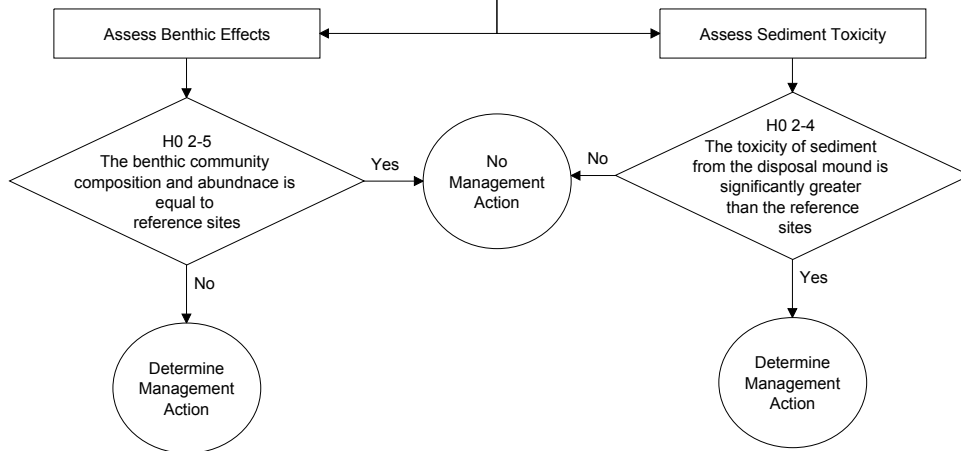 Assess Benthic Effects
Assess Sediment Toxicity
H0 2-5
The benthic community
composition and abundnace is
equal to
reference sites
Yes
No
Management
Action
No
H0 2-4
The toxicity of sediment
from the disposal mound is
significantly greater
than the reference
sites
No
Yes
Determine
Management
Action
Determine
Management
Action